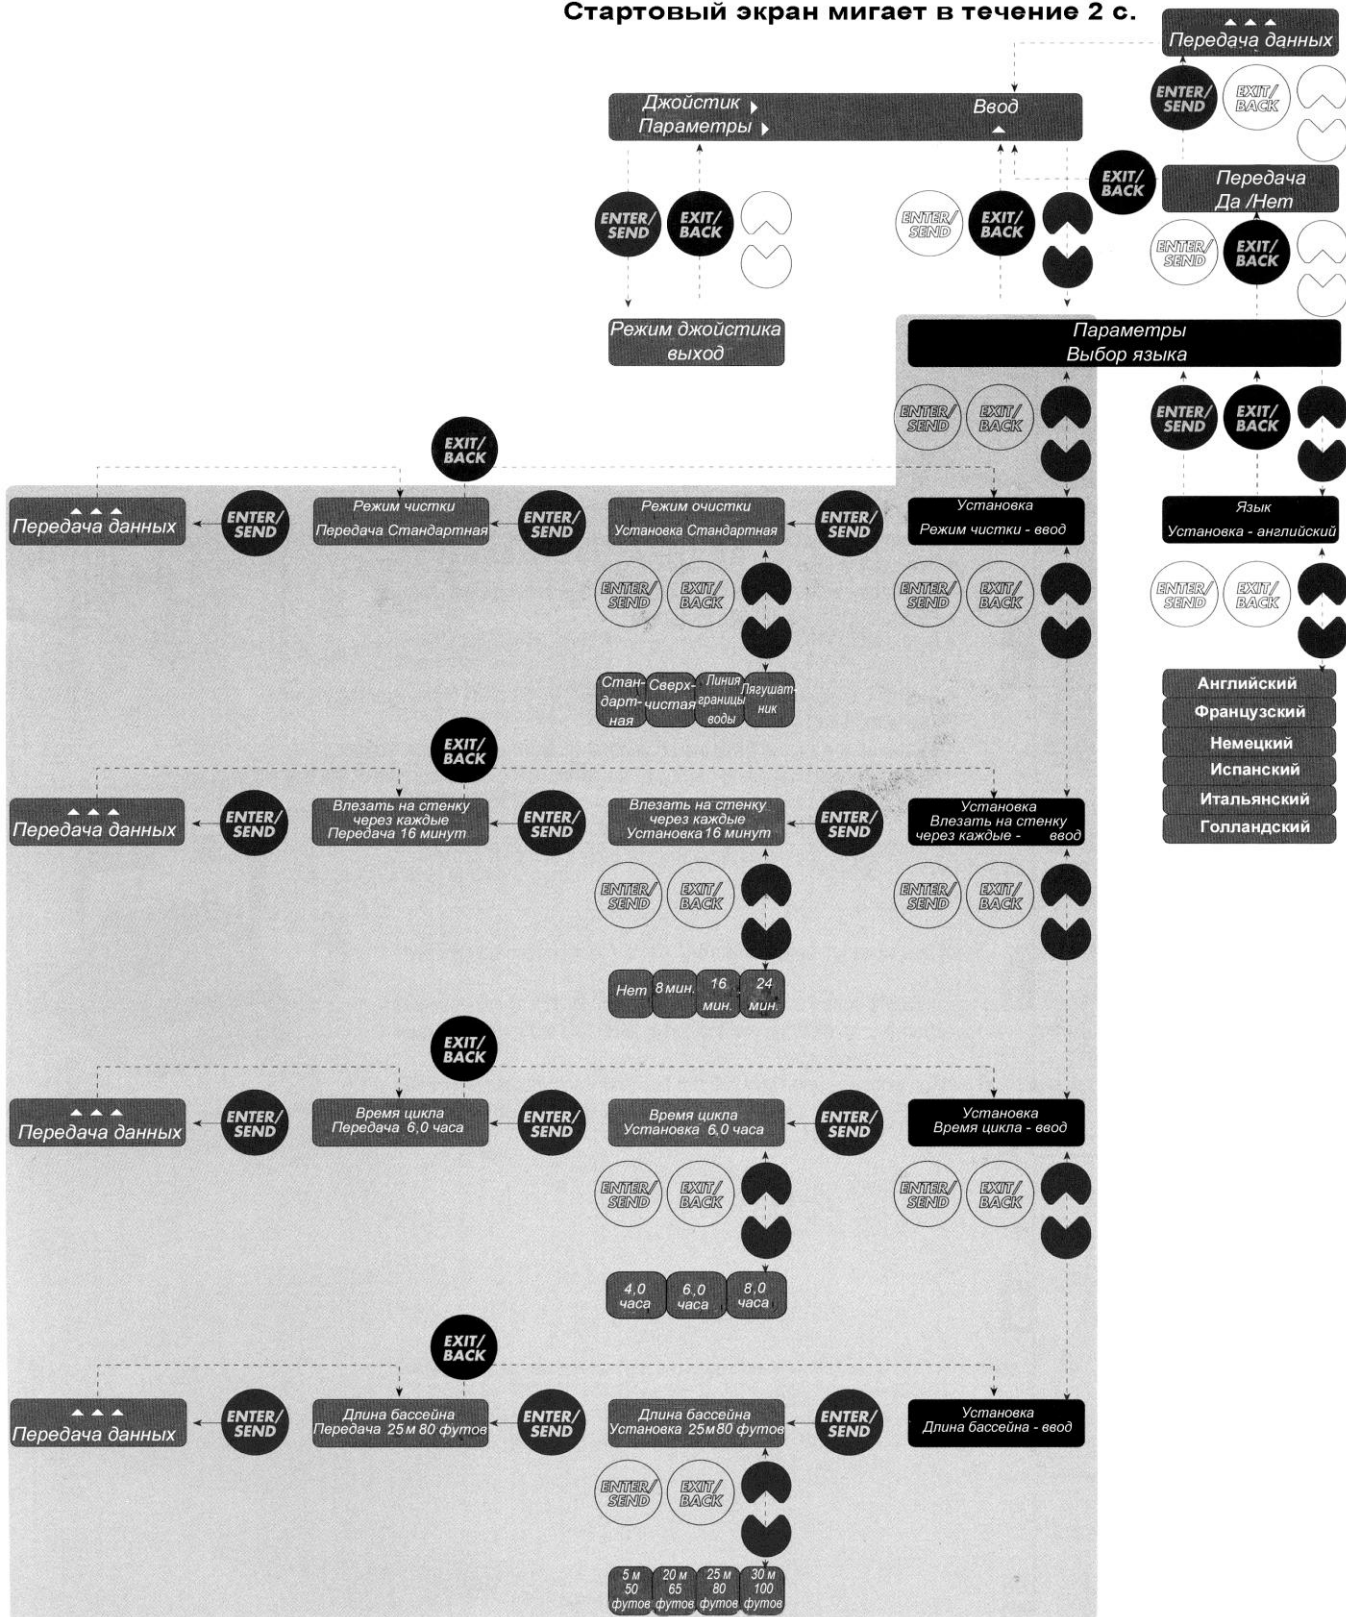 Стартовый экран мигает в течение 2 с.
Передача данных
ENTER/
SEND
EXIT/
BACK
Джойстик
Параметры
Ввод
EXIT/
BACK
Передача
Да /Нет
ENTER/
SEND
EXIT/
BACK
ENTER/
SEND
EXIT/
BACK
ENTER/
SEND
EXIT/
BACK
Режим джойстика
выход
Параметры
Выбор языка
ENTER/
SEND
EXIT/
BACK
ENTER/
SEND
EXIT/
BACK
EXIT/
BACK
Передача данных
ENTER/
SEND
Режим чистки
Передача Стандартная
ENTER/
SEND
Режим очистки
Установка Стандартная
ENTER/
SEND
Установка
Режим чистки - ввод
Язык
Установка - английский
ENTER/
SEND
EXIT/
BACK
ENTER/
SEND
EXIT/
BACK
ENTER/
SEND
EXIT/
BACK
Стан-
дарт-
ная
Сверх-
чистая
Линия
границы
воды
Лягушат-
ник
Английский
Французский
Немецкий
Испанский
Итальянский
Голландский
EXIT/
BACK
Передача данных
ENTER/
SEND
Влезать на стенку
через каждые
Передача 16 минут
ENTER/
SEND
Влезать на стенку
через каждые
Установка 16 минут
ENTER/
SEND
Установка
Влезать на стенку
через каждые - ввод
ENTER/
SEND
EXIT/
BACK
ENTER/
SEND
EXIT/
BACK
Нет
8 мин.
16
мин.
24
мин.
EXIT/
BACK
Передача данных
ENTER/
SEND
Время цикла
Передача 6,0 часа
ENTER/
SEND
Время цикла
Установка 6,0 часа
ENTER/
SEND
Установка
Время цикла - ввод
ENTER/
SEND
EXIT/
BACK
ENTER/
SEND
EXIT/
BACK
4,0
часа
6,0
часа
8,0
часа
EXIT/
BACK
Передача данных
ENTER/
SEND
Длина бассейна
Передача 25 м 80 футов
ENTER/
SEND
Длина бассейна
Установка 25м80 футов
ENTER/
SEND
Установка
Длина бассейна - ввод
ENTER/
SEND
EXIT/
BACK
5 м
50
футов
20 м
65
футов
25 м
80
футов
30 м
100
футов